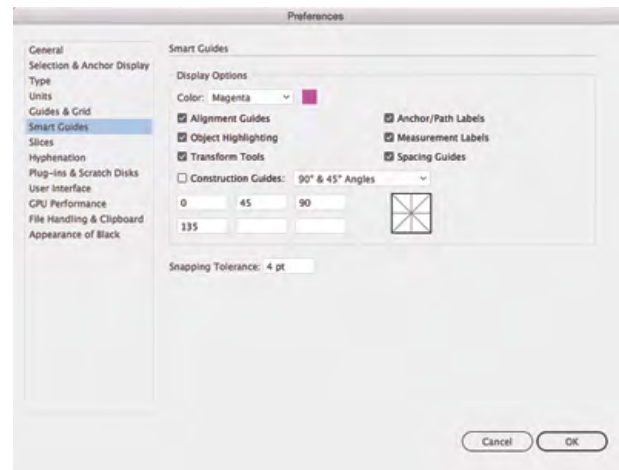 Preferences
General
Selection & Anchor Display
Type
Units
Guides & Grid
Smart Guides
Slices
Hyphenation
Plug-ins & Scratch Disks
User Interface
GPU Performance
File Handling & Clipboard
Appearance of Black
Smart Guides
Display Options
Color: Magenta
Alignment Guides
Anchor/Path Labels
Object Highlighting
Measurement Labels
Transform Tools
Spacing Guides
Construction Guides: 90° & 45° Angles
0 45 90
135
Snapping Tolerance: 4 pt
Cancel OK